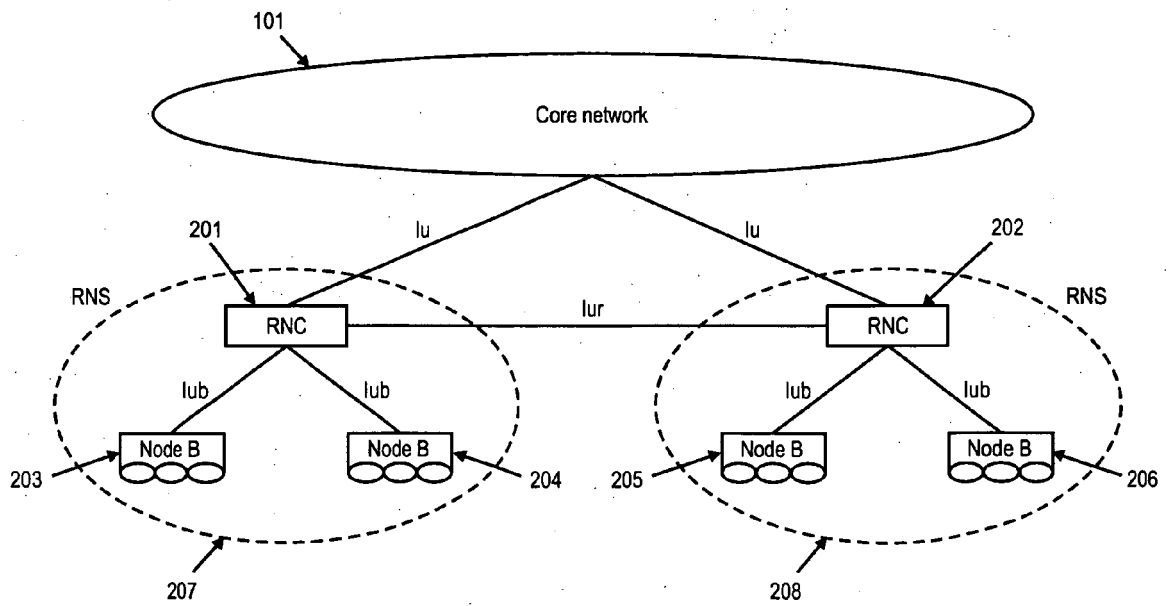 101
Core network
201
Iu
Iu
202
RNS
RNC
Iur
RNC
RNS
Iub
Iub
Iub
Iub
Node B
Node B
Node B
Node B
203
204
205
206
207
208